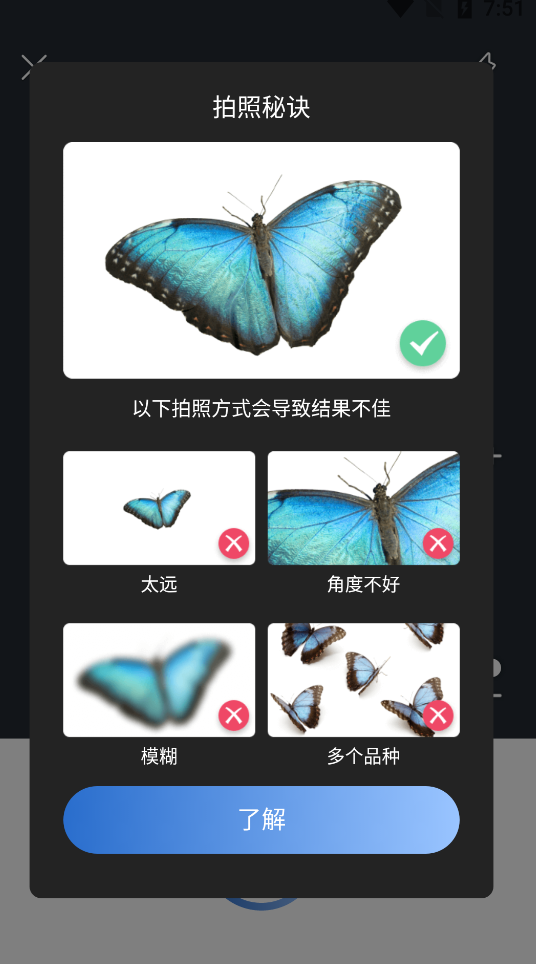 7:51
拍照秘诀
以下拍照方式会导致结果不佳
太远
角度不好
模糊
多个品种
了解